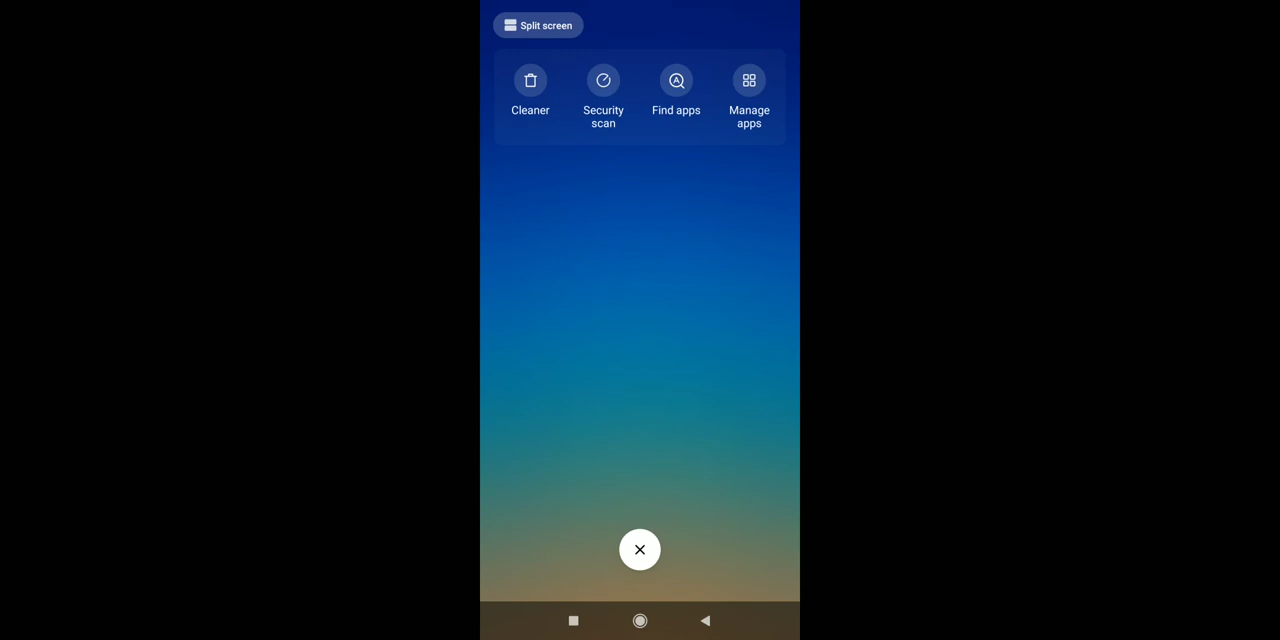 Split screen
Cleaner
Security
scan
Find apps
Manage
apps